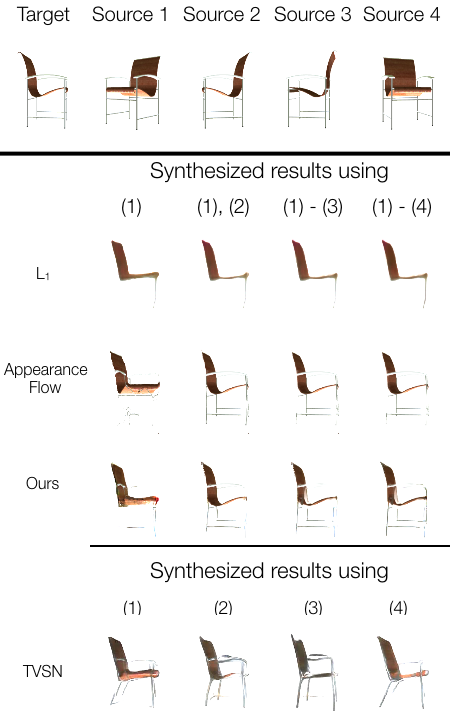 Target Source 1 Source 2 Source 3 Source 4
Synthesized results using
(1) (1), (2) (1) - (3) (1) - (4)
L1
Appearance
Flow
Ours
Synthesized results using
(1) (2) (3) (4)
TVSN